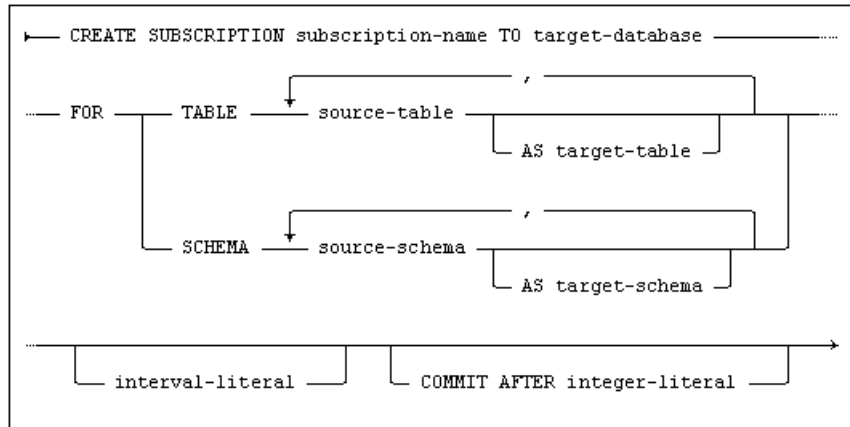 CREATE SUBSCRIPTION subscription-name TO target-database
,
FOR TABLE source-table
AS target-table
,
SCHEMA source-schema
AS target-schema
interval-literal COMMIT AFTER integer-literal